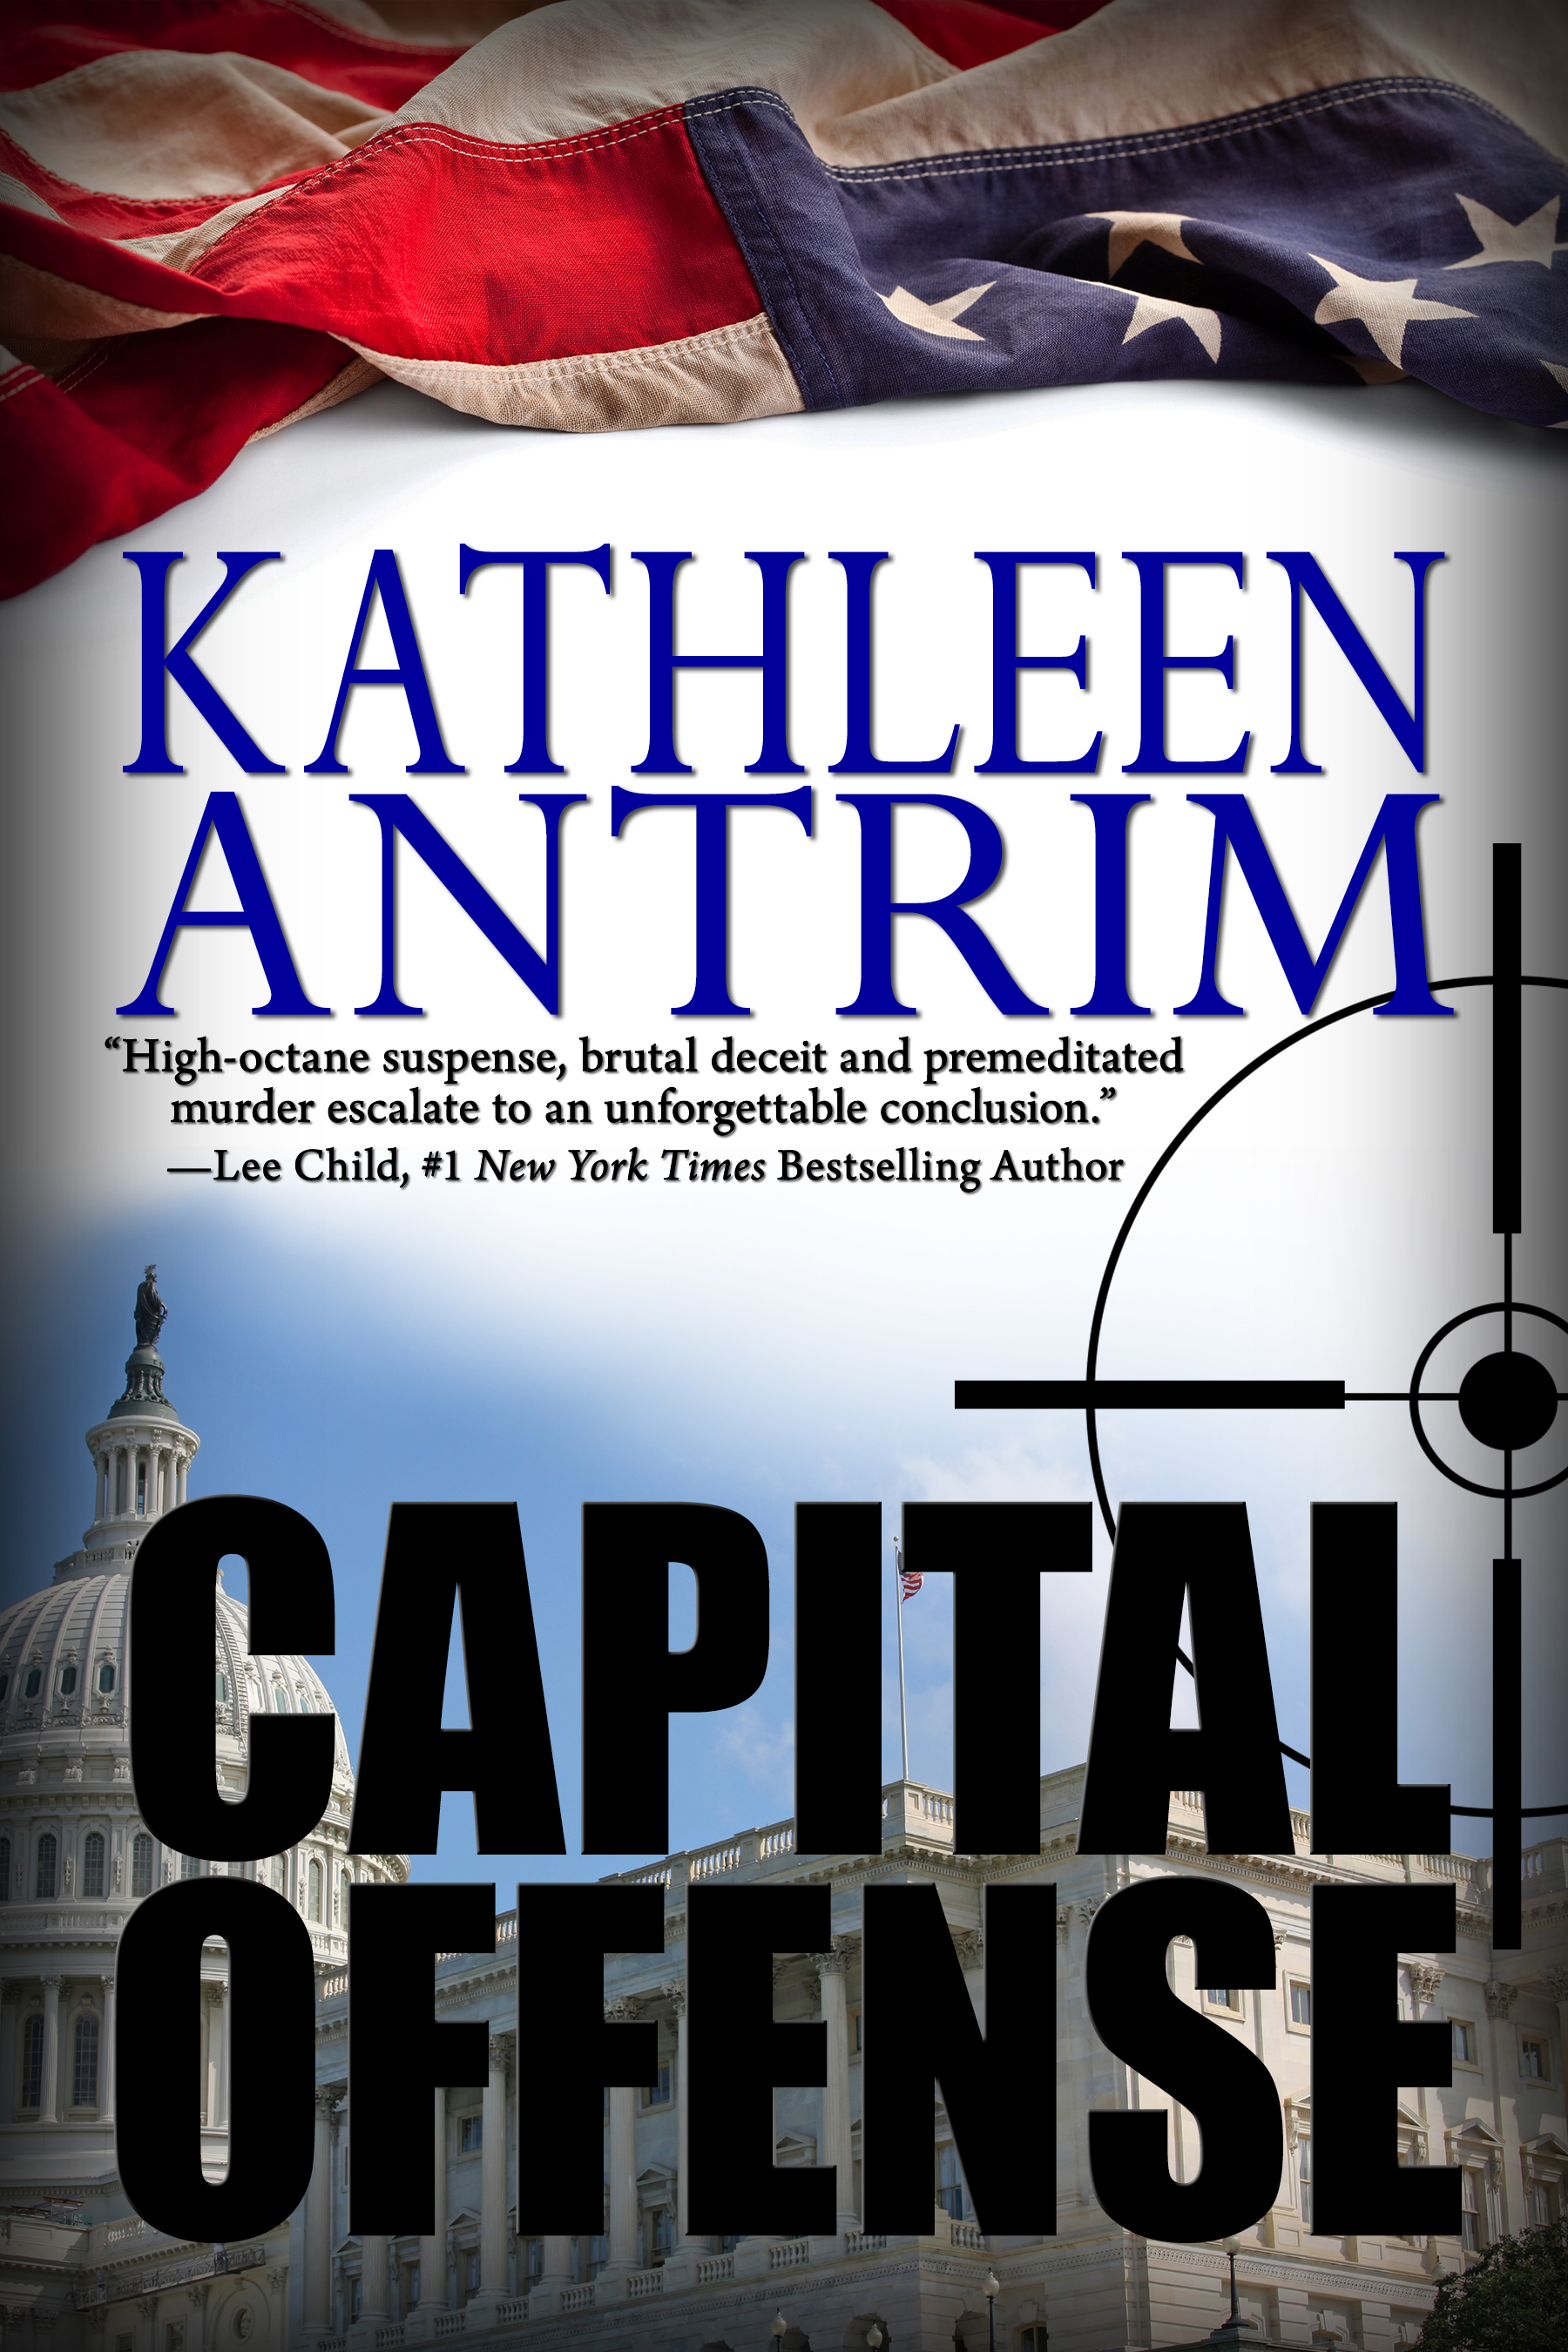 KATHLEEN
ANTRIM
“High-octane suspense, brutal deceit and premeditated
murder escalate to an unforgettable conclusion.”
—Lee Child, #1 New York Times Bestselling Author
CAPITAL
OFFENSE